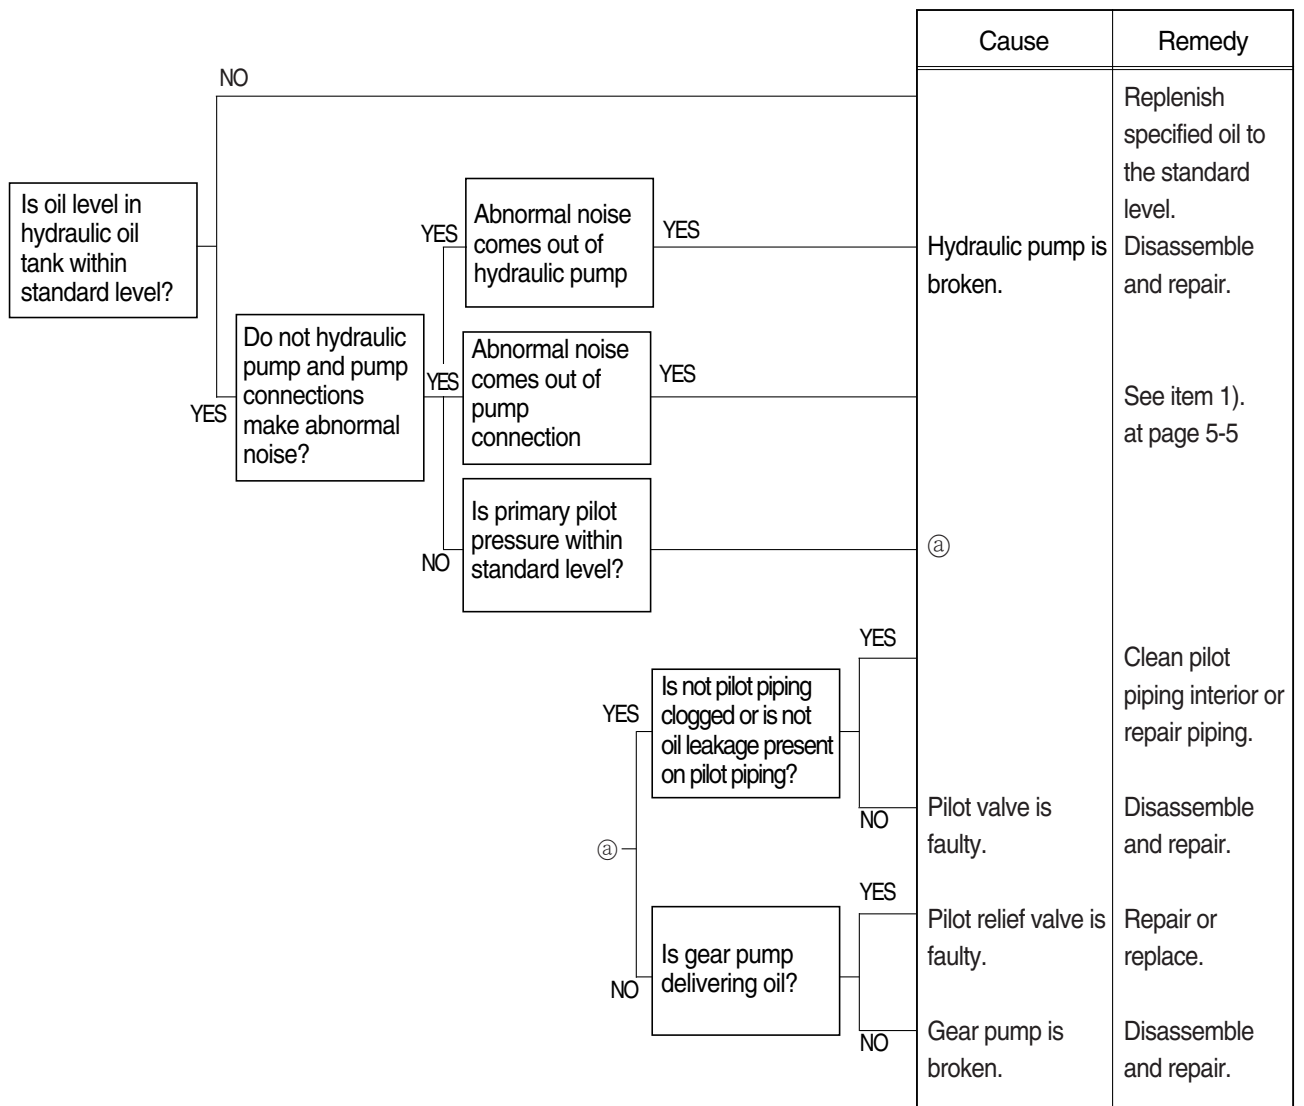 Cause
Remedy
NO
Replenish
specified oil to
the standard
level.
Is oil level in
hydraulic oil
tank within
standard level?
YES
Abnormal noise
comes out of
hydraulic pump
YES
Hydraulic pump is
broken.
Disassemble
and repair.
YES
Do not hydraulic
pump and pump
connections
make abnormal
noise?
YES
Abnormal noise
comes out of
pump
connection
YES
See item 1).
at page 5-5
NO
Is primary pilot
pressure within
standard level?
ⓐ
YES
Is not pilot piping
clogged or is not
oil leakage present
on pilot piping?
YES
Clean pilot
piping interior or
repair piping.
NO
Pilot valve is
faulty.
Disassemble
and repair.
ⓐ
NO
Is gear pump
delivering oil?
YES
Pilot relief valve is
faulty.
Repair or
replace.
NO
Gear pump is
broken.
Disassemble
and repair.